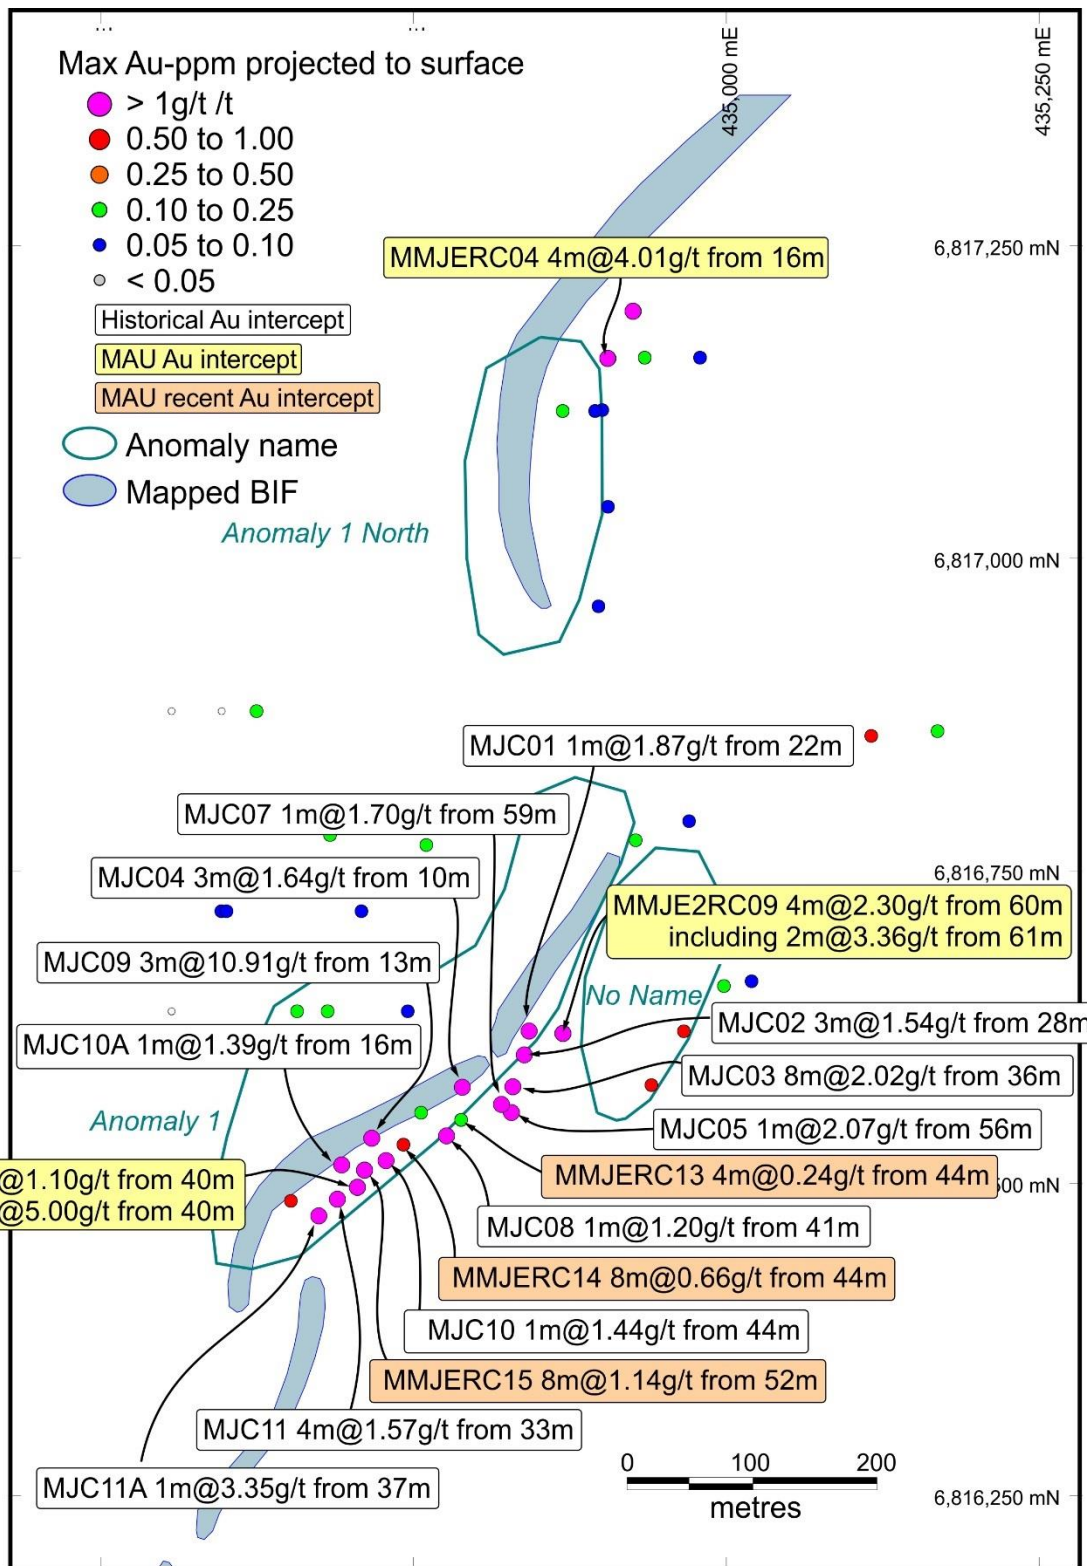 435,000 mE
435,250 mE
Max Au-ppm projected to surface
> 1g/t /t
0.50 to 1.00
0.25 to 0.50
0.10 to 0.25
0.05 to 0.10
< 0.05
Historical Au intercept
MAU Au intercept
MAU recent Au intercept
Anomaly name
Mapped BIF
6,817,250 mN
MMJERC04 4m@4.01g/t from 16m
Anomaly 1 North
6,817,000 mN
MJC01 1m@1.87g/t from 22m
MJC07 1m@1.70g/t from 59m
MJC04 3m@1.64g/t from 10m
6,816,750 mN
MMJE2RC09 4m@2.30g/t from 60m
including 2m@3.36g/t from 61m
MJC09 3m@10.91g/t from 13m
No Name
MJC02 3m@1.54g/t from 28m
MJC10A 1m@1.39g/t from 16m
MJC03 8m@2.02g/t from 36m
Anomaly 1
MJC05 1m@2.07g/t from 56m
@1.10g/t from 40m
@5.00g/t from 40m
MMJERC13 4m@0.24g/t from 44m
00 mN
MJC08 1m@1.20g/t from 41m
MMJERC14 8m@0.66g/t from 44m
MJC10 1m@1.44g/t from 44m
MMJERC15 8m@1.14g/t from 52m
MJC11 4m@1.57g/t from 33m
MJC11A 1m@3.35g/t from 37m
0 100 200
metres
6,816,250 mN